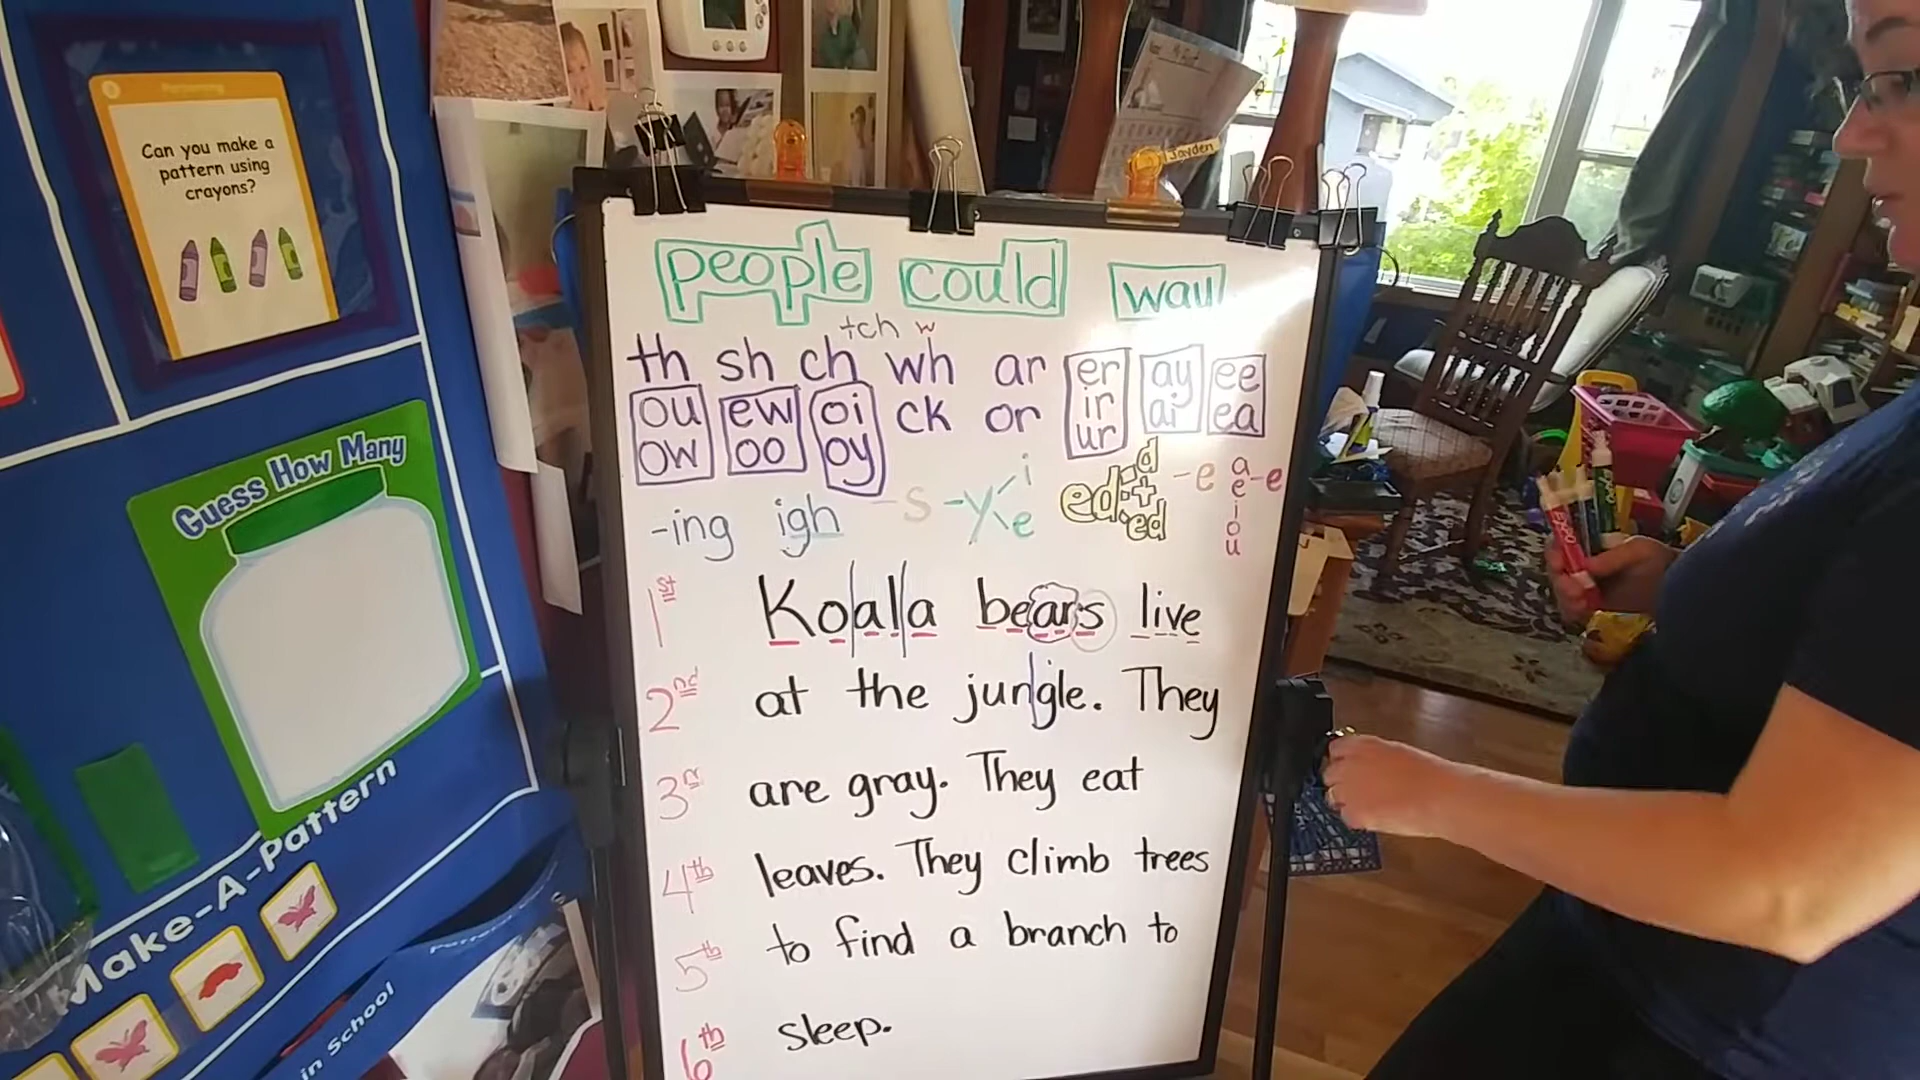 Can you make a
pattern using
crayons?
Guess How Many
Make-A-Pattern
in School
Jayden
people could way
tch w
th sh ch wh ar er ay ee
ir ai ea
ur
ou ew oi ck or
ow oo oy
-ing igh -s -y i e ed: d t ed -e a e i o u -e
1st Koala bears live
2nd at the jungle. They
3r are gray. They eat
4th leaves. They climb trees
5th to find a branch to
6th sleep.
EXPO